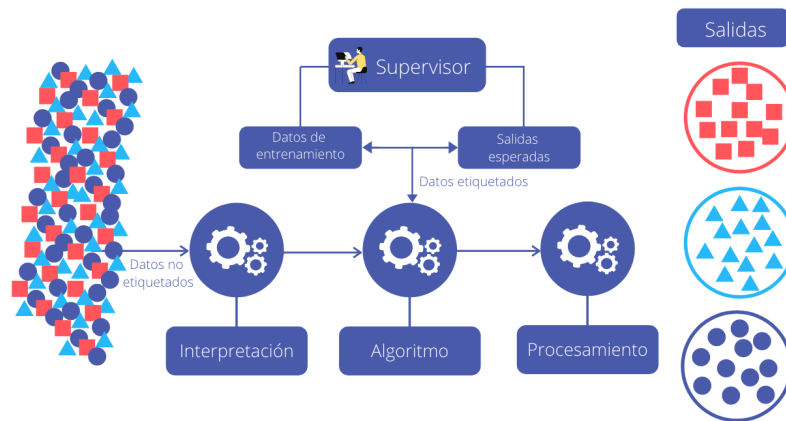 Salidas
Supervisor
Datos de
entrenamiento
Salidas
esperadas
Datos etiquetados
Datos no
etiquetados
Interpretación
Algoritmo
Procesamiento